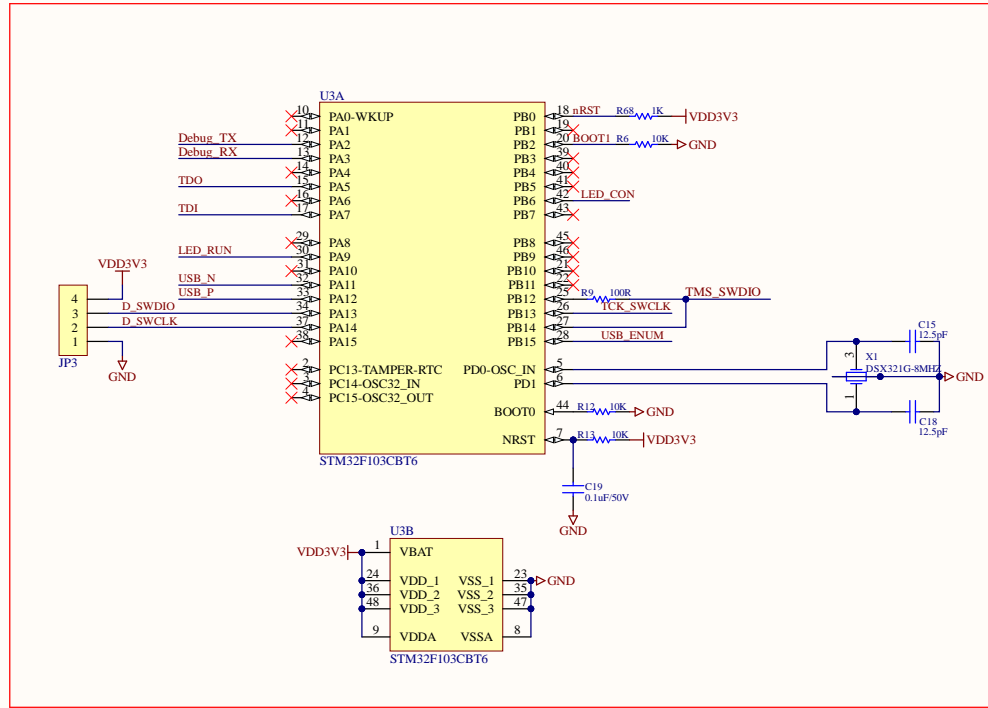 U3A
10 PA0-WKUP PB0 18 nRST R68 1K VDD3V3
11 PA1 PB1 19
Debug_TX 12 PA2 PB2 20 BOOT1 R6 10K GND
Debug_RX 13 PA3 PB3 39
14 PA4 PB4 40
TDO 15 PA5 PB5 41
16 PA6 PB6 42 LED_CON
TDI 17 PA7 PB7 43
29 PA8 PB8 45
LED_RUN 30 PA9 PB9 46
31 PA10 PB10 21
USB_N 32 PA11 PB11 22
USB_P 33 PA12 PB12 25 R9 100R TMS_SWDIO
D_SWDIO 34 PA13 PB13 26 TCK_SWCLK
D_SWCLK 37 PA14 PB14 27
38 PA15 PB15 28 USB_ENUM
VDD3V3
4
3
2
1
JP3
GND
2 PC13-TAMPER-RTC PD0-OSC_IN 5
3 PC14-OSC32_IN PD1 6
4 PC15-OSC32_OUT
BOOT0 44 R12 10K GND
NRST 7 R13 10K VDD3V3
STM32F103CBT6
C19
0.1uF/50V
GND
C15
12.5pF
X1
DSX321G-8MHZ
3
1
GND
C18
12.5pF
U3B
VDD3V3 1 VBAT
24 VDD_1 VSS_1 23 GND
36 VDD_2 VSS_2 35
48 VDD_3 VSS_3 47
9 VDDA VSSA 8
STM32F103CBT6